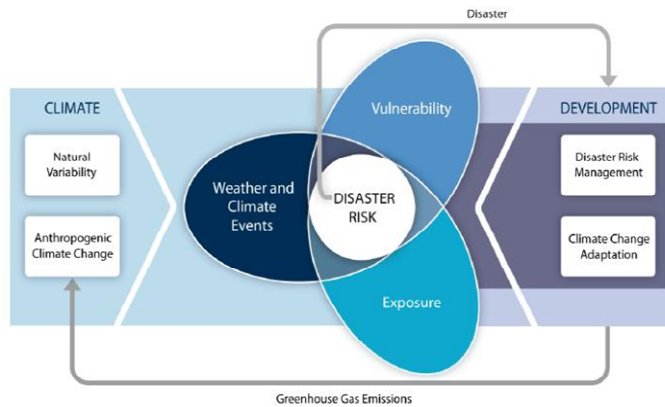 Disaster
CLIMATE
Vulnerability
DEVELOPMENT
Natural
Variability
Disaster Risk
Management
Weather and
Climate
Events
DISASTER
RISK
Anthropogenic
Climate Change
Climate Change
Adaptation
Exposure
Greenhouse Gas Emissions